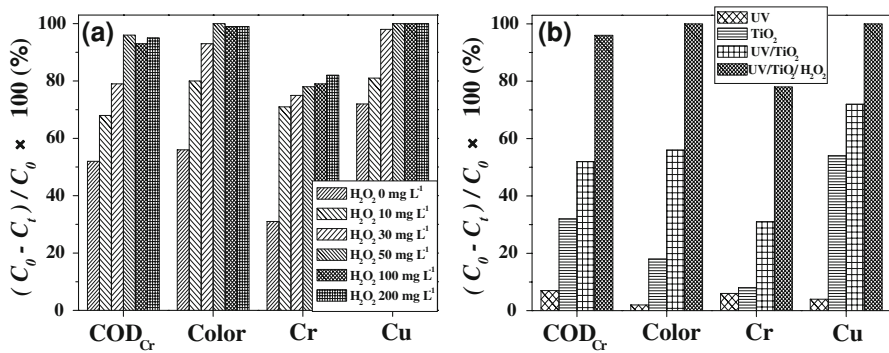 (a)
( C₀ - Cₜ ) / C₀ × 100 (%)
100
80
60
40
20
0
H₂O₂ 0 mg L⁻¹
H₂O₂ 10 mg L⁻¹
H₂O₂ 30 mg L⁻¹
H₂O₂ 50 mg L⁻¹
H₂O₂ 100 mg L⁻¹
H₂O₂ 200 mg L⁻¹
COD_Cr Color Cr Cu
(b)
( C₀ - Cₜ ) / C₀ × 100 (%)
100
80
60
40
20
0
UV
TiO₂
UV/TiO₂
UV/TiO₂/H₂O₂
COD_Cr Color Cr Cu